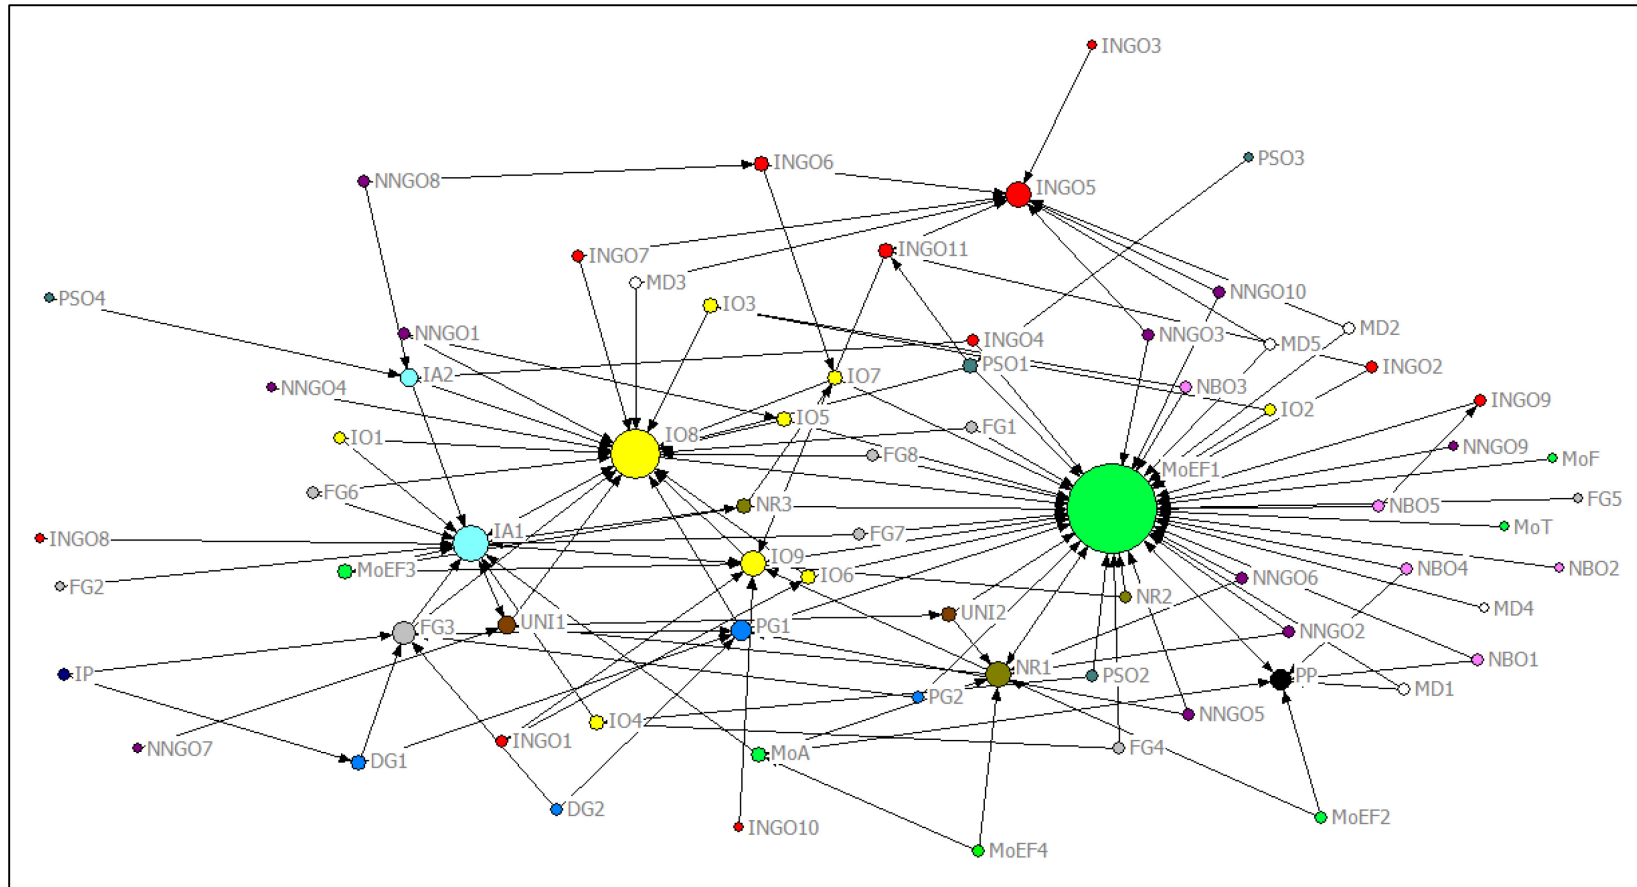 INGO3
PSO3
INGO6
NNGO8
INGO5
INGO11
INGO7
MD3
NNGO10
PSO4
IO3
MD2
NNGO1
NNGO3
INGO4
MD5
PSO1
INGO2
IA2
IO7
NNGO4
NBO3
INGO9
IO2
IO5
FG1
IO8
IO1
NNGO9
FG8
MoF
MoEF1
FG6
FG5
NR3
NBO5
MoT
IA1
FG7
INGO8
IO9
NBO2
NBO4
MoEF3
IO6
NNGO6
FG2
NR2
MD4
UNI2
UNI1
FG3
PG1
NNGO2
NBO1
IP
NR1
PSO2
PP
MD1
PG2
NNGO5
IO4
INGO1
NNGO7
FG4
MoA
DG1
DG2
MoEF2
INGO10
MoEF4